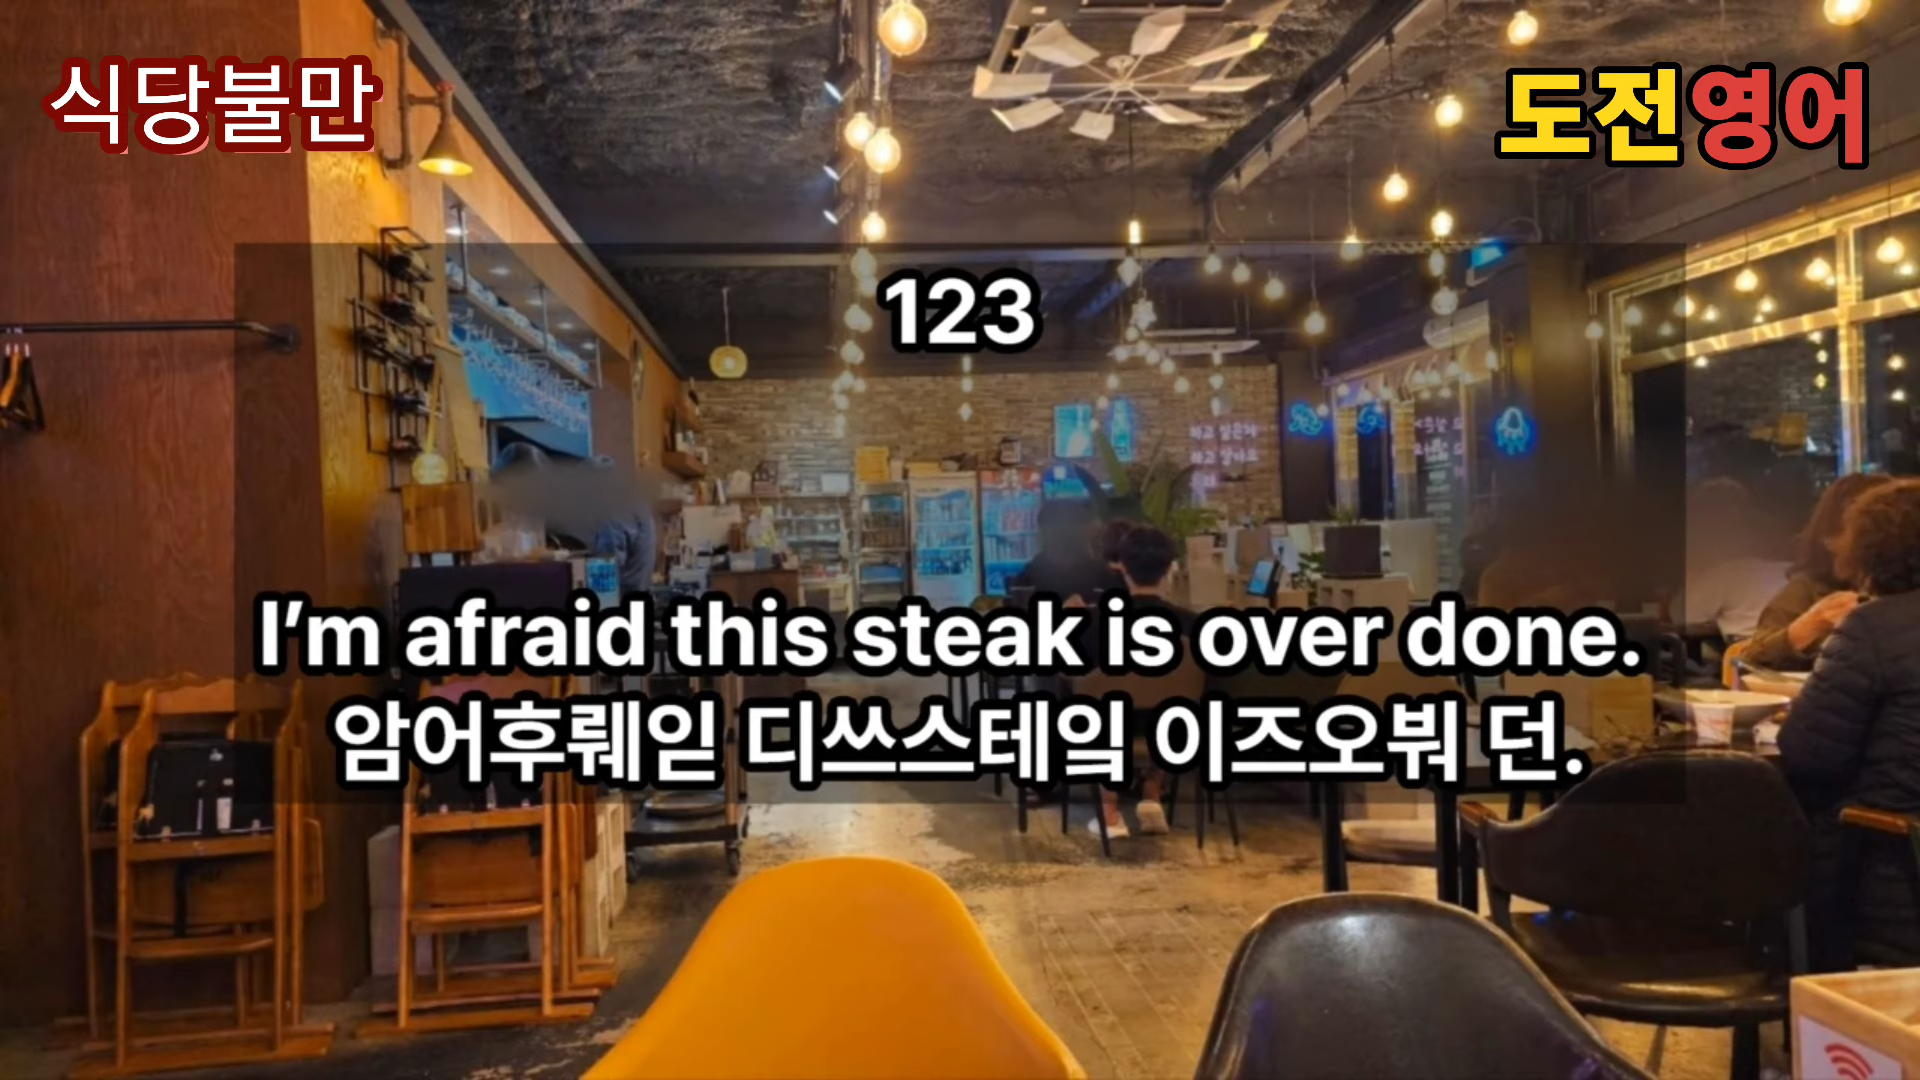 식당불만
도전영어
123
I'm afraid this steak is over done.
암어후뤠읻 디쓰스테잌 이즈오붜 던.